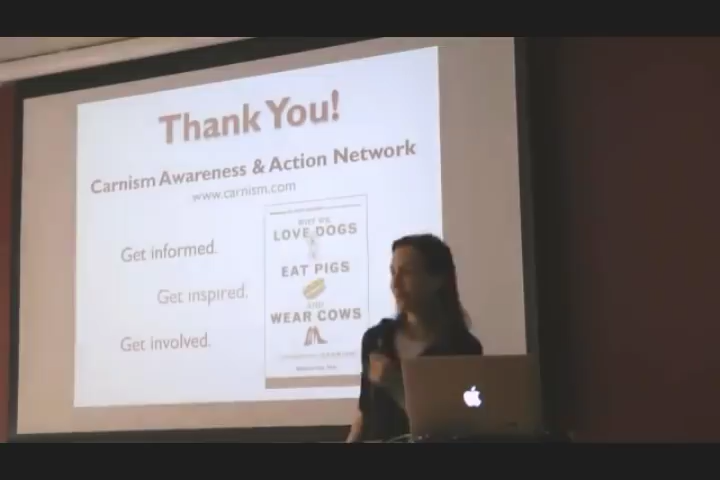 Thank You!
Carnism Awareness & Action Network
www.carnism.com
Get informed.
Get inspired.
Get involved.
WHY WE
LOVE DOGS
EAT PIGS
AND
WEAR COWS